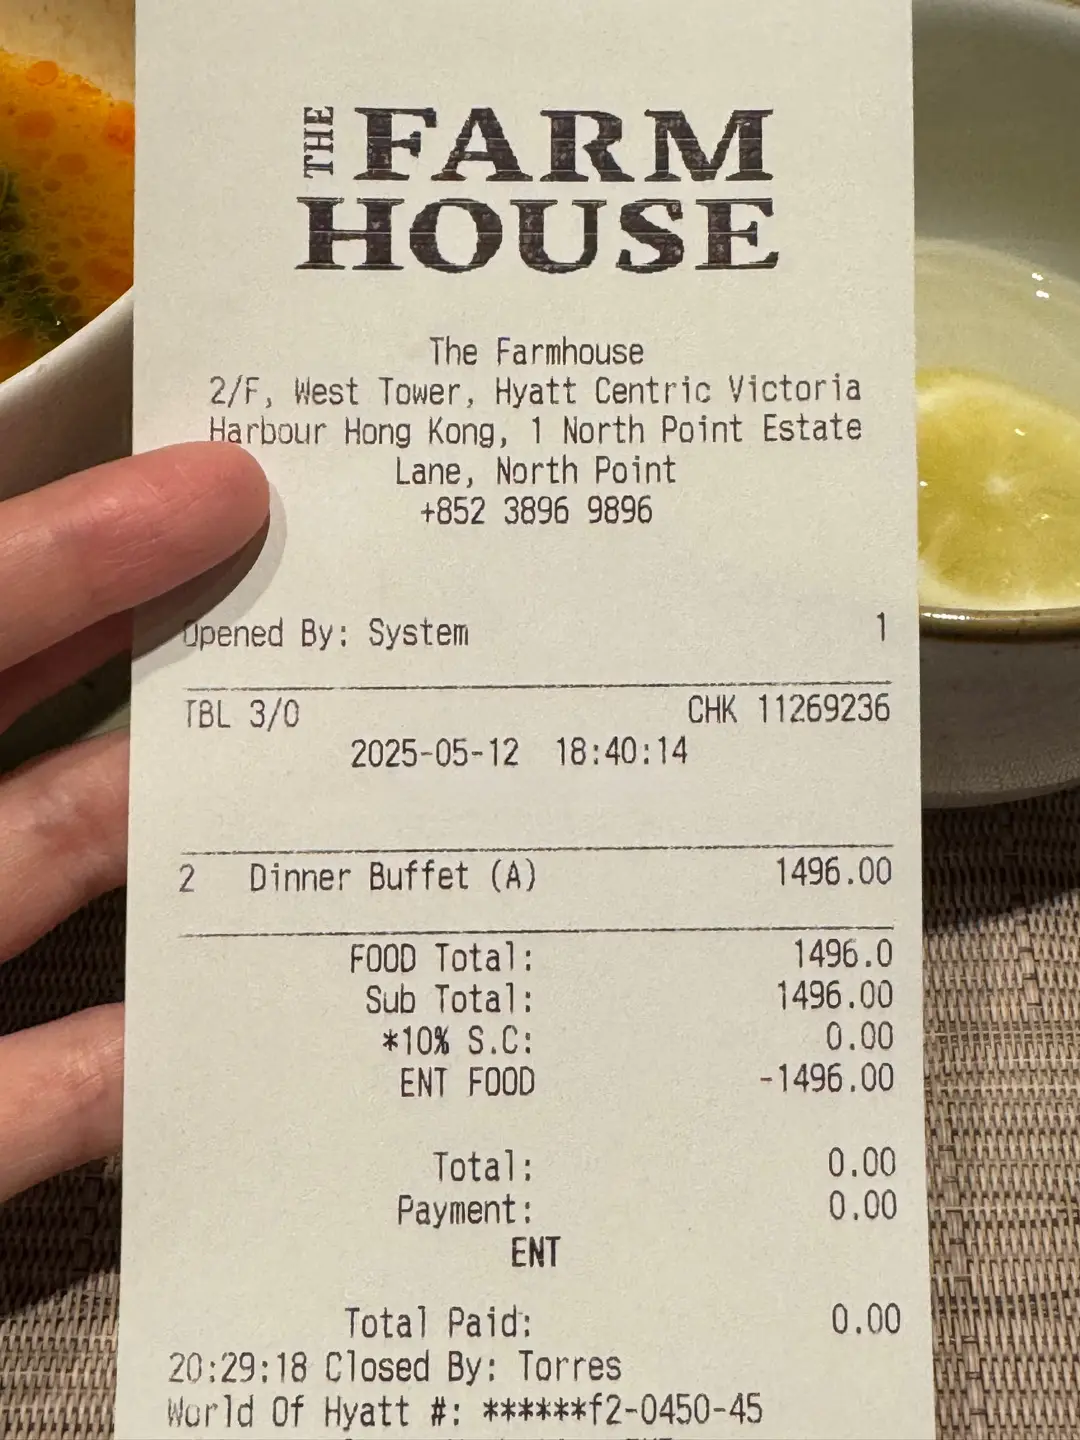 THE FARM
HOUSE
The Farmhouse
2/F, West Tower, Hyatt Centric Victoria
Harbour Hong Kong, 1 North Point Estate
Lane, North Point
+852 3896 9896
Opened By: System 1
TBL 3/0 CHK 11269236
2025-05-12 18:40:14
2 Dinner Buffet (A) 1496.00
FOOD Total: 1496.0
Sub Total: 1496.00
*10% S.C: 0.00
ENT FOOD -1496.00
Total: 0.00
Payment: 0.00
ENT
Total Paid: 0.00
20:29:18 Closed By: Torres
World Of Hyatt #: ******f2-0450-45